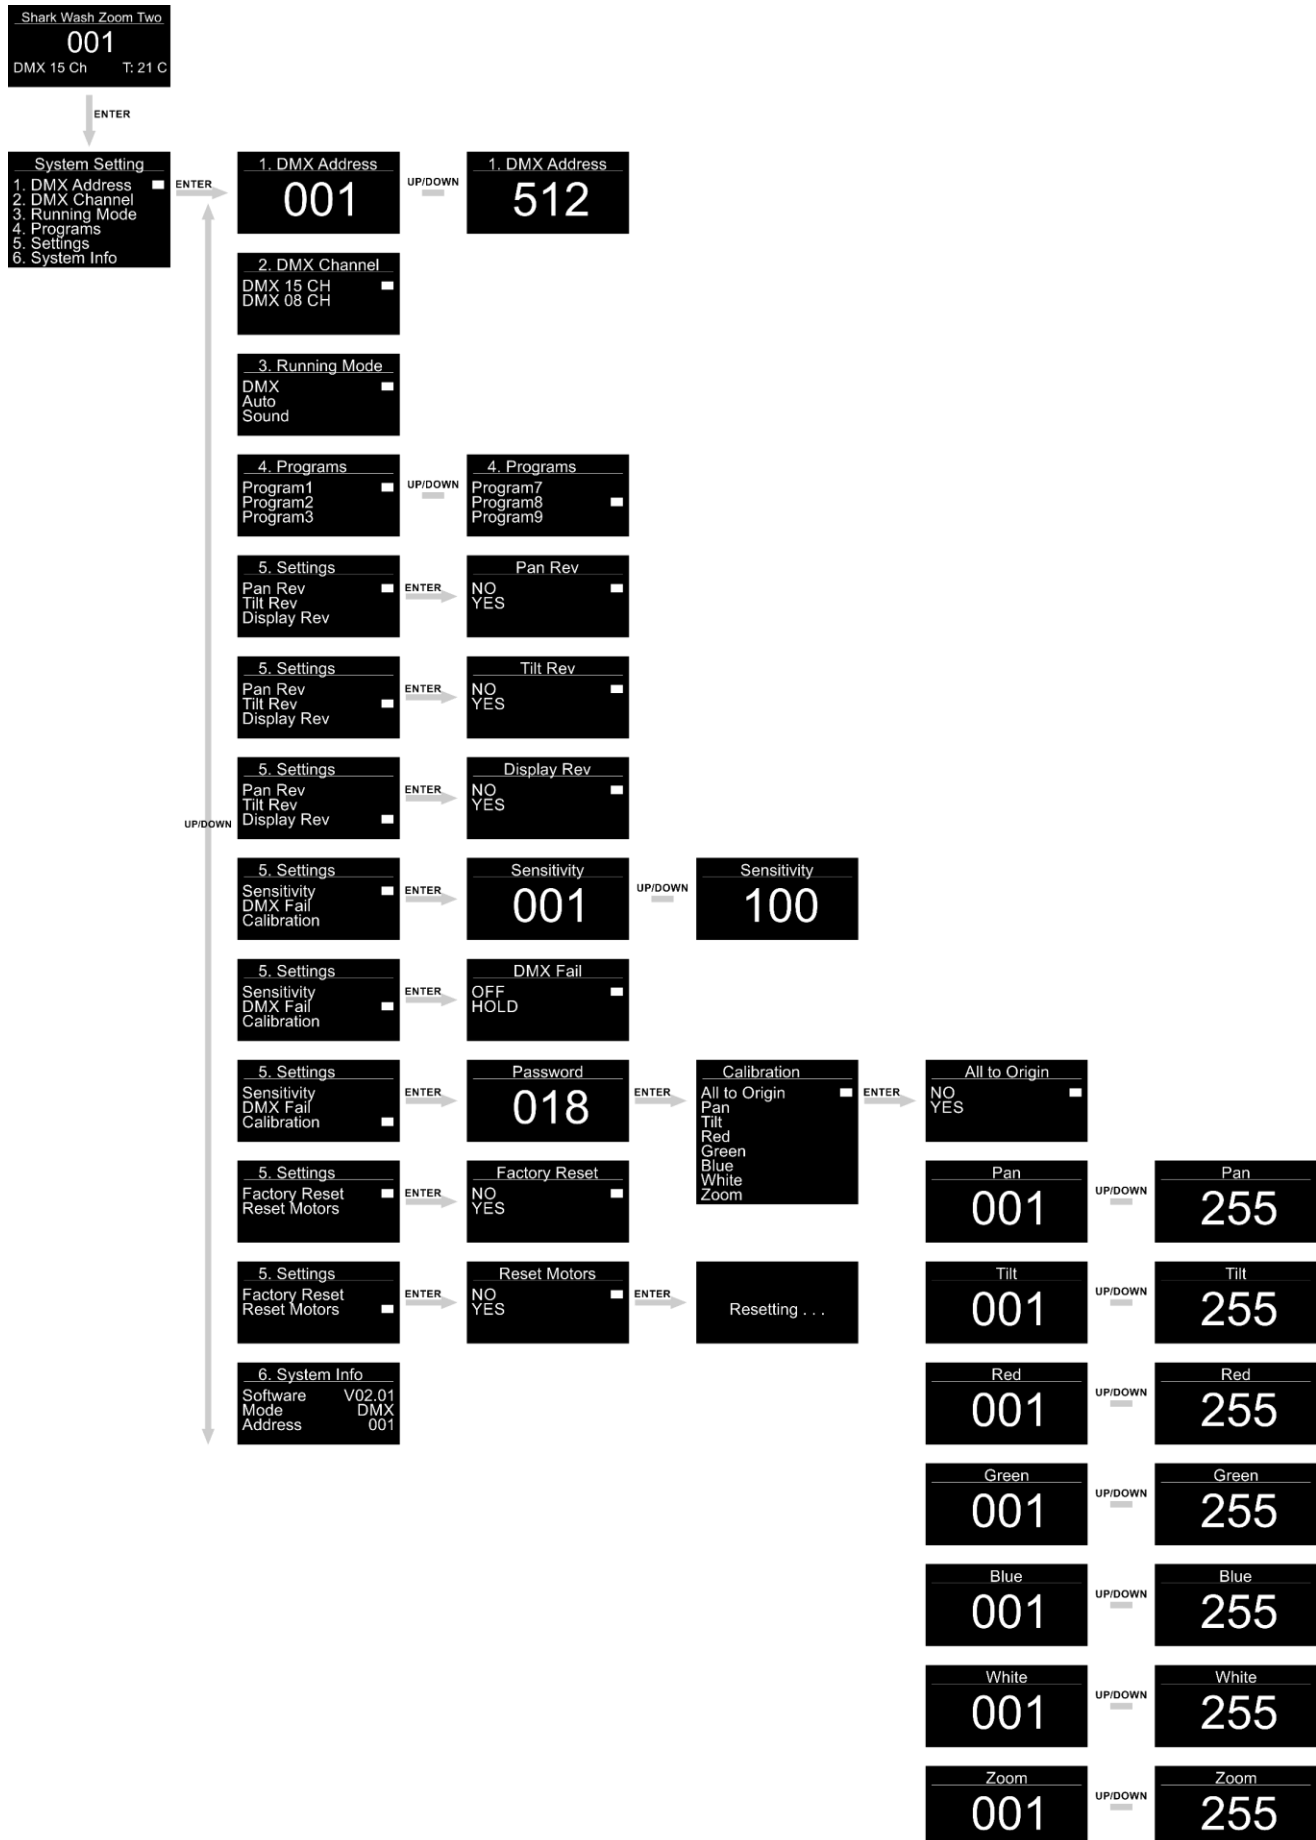 Shark Wash Zoom Two
001
DMX 15 Ch T: 21 C
ENTER
System Setting
1. DMX Address
2. DMX Channel
3. Running Mode
4. Programs
5. Settings
6. System Info
ENTER
1. DMX Address
001
UP/DOWN
1. DMX Address
512
2. DMX Channel
DMX 15 CH
DMX 08 CH
3. Running Mode
DMX
Auto
Sound
4. Programs
Program1
Program2
Program3
UP/DOWN
4. Programs
Program7
Program8
Program9
5. Settings
Pan Rev
Tilt Rev
Display Rev
ENTER
Pan Rev
NO
YES
5. Settings
Pan Rev
Tilt Rev
Display Rev
ENTER
Tilt Rev
NO
YES
UP/DOWN
5. Settings
Pan Rev
Tilt Rev
Display Rev
ENTER
Display Rev
NO
YES
5. Settings
Sensitivity
DMX Fail
Calibration
ENTER
Sensitivity
001
UP/DOWN
Sensitivity
100
5. Settings
Sensitivity
DMX Fail
Calibration
ENTER
DMX Fail
OFF
HOLD
5. Settings
Sensitivity
DMX Fail
Calibration
ENTER
Password
018
ENTER
Calibration
All to Origin
Pan
Tilt
Red
Green
Blue
White
Zoom
ENTER
All to Origin
NO
YES
5. Settings
Factory Reset
Reset Motors
ENTER
Factory Reset
NO
YES
Pan
001
UP/DOWN
Pan
255
5. Settings
Factory Reset
Reset Motors
ENTER
Reset Motors
NO
YES
ENTER
Resetting . . .
Tilt
001
UP/DOWN
Tilt
255
6. System Info
Software V02.01
Mode DMX
Address 001
Red
001
UP/DOWN
Red
255
Green
001
UP/DOWN
Green
255
Blue
001
UP/DOWN
Blue
255
White
001
UP/DOWN
White
255
Zoom
001
UP/DOWN
Zoom
255